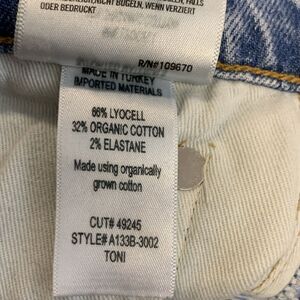 ODER BEDRUCKT
R/N#109670
MADE IN TURKEY
W/IMPORTED MATERIALS
66% LYOCELL
32% ORGANIC COTTON
2% ELASTANE
Made using organically
grown cotton
CUT# 49245
STYLE# A133B-3002
TONI